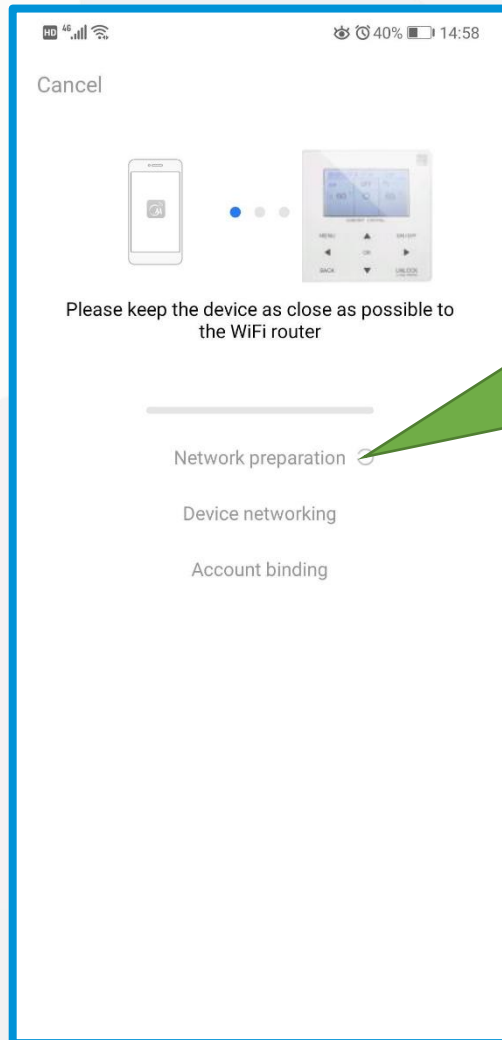 HD 46 40% 14:58
Cancel
MENU ON/OFF
OK
BACK UNLOCK
Please keep the device as close as possible to
the WiFi router
Network preparation
Device networking
Account binding